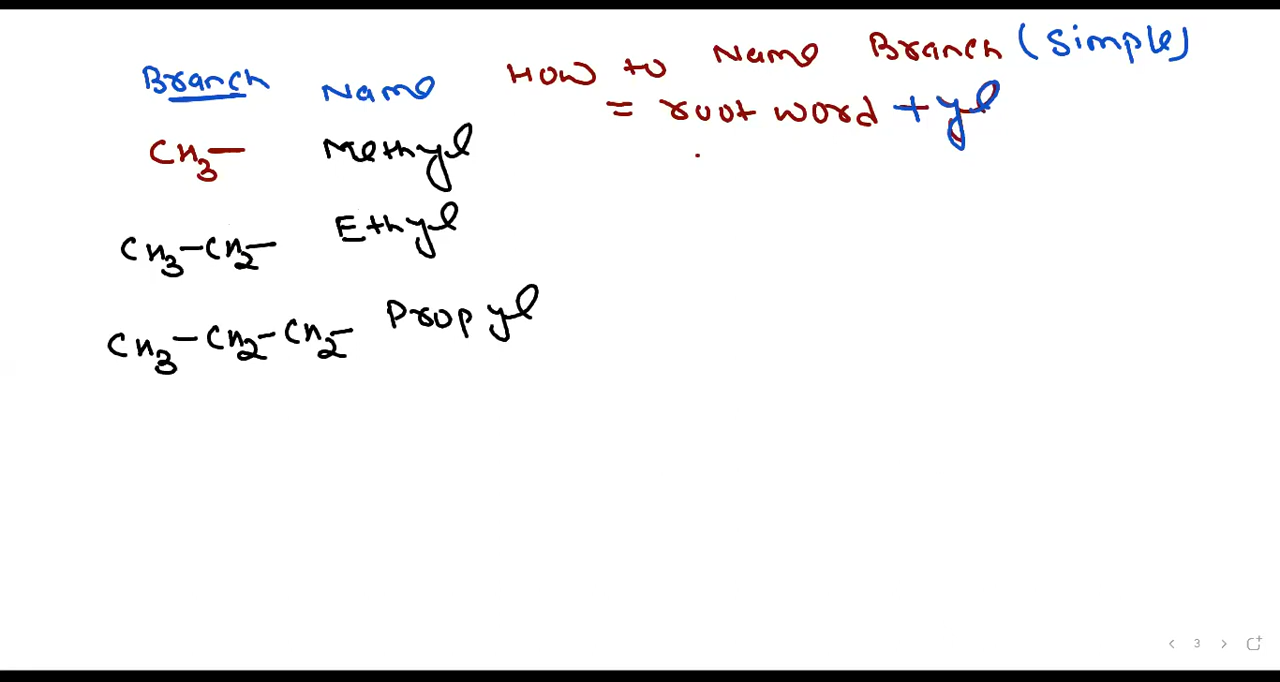 How to Name Branch (Simple)
= root word + yl
Branch Name
CH3— Methyl
CH3—CH2— Ethyl
CH3—CH2—CH2— Propyl
3